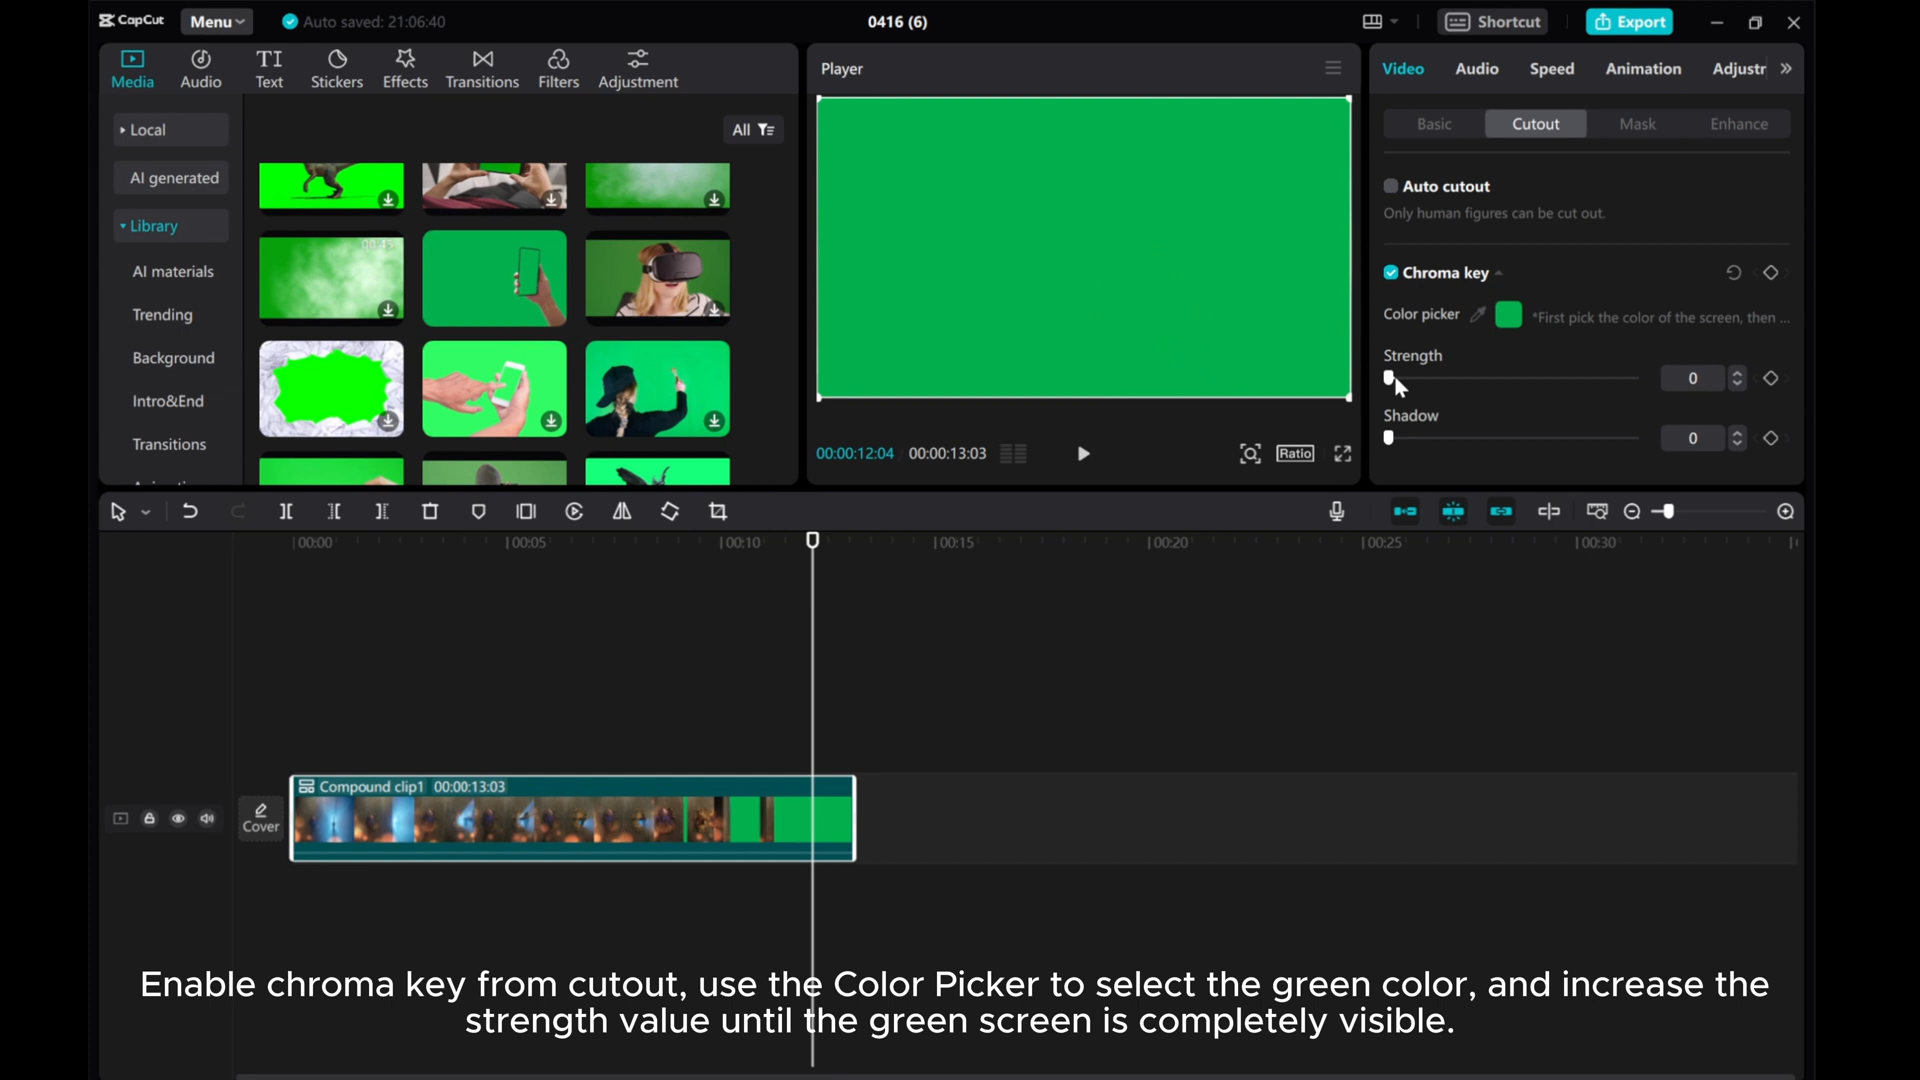 CapCut
Menu
Auto saved: 21:06:40
0416 (6)
Shortcut
Export
Media
Audio
Text
Stickers
Effects
Transitions
Filters
Adjustment
Player
Video
Audio
Speed
Animation
Adjustr
Local
AI generated
Library
AI materials
Trending
Background
Intro&End
Transitions
All
00:45
Basic
Cutout
Mask
Enhance
Auto cutout
Only human figures can be cut out.
Chroma key
Color picker
*First pick the color of the screen, then ...
Strength
0
Shadow
0
00:00:12:04
00:00:13:03
Ratio
00:00
00:05
00:10
00:15
00:20
00:25
00:30
Compound clip1 00:00:13:03
Cover
Enable chroma key from cutout, use the Color Picker to select the green color, and increase the
strength value until the green screen is completely visible.